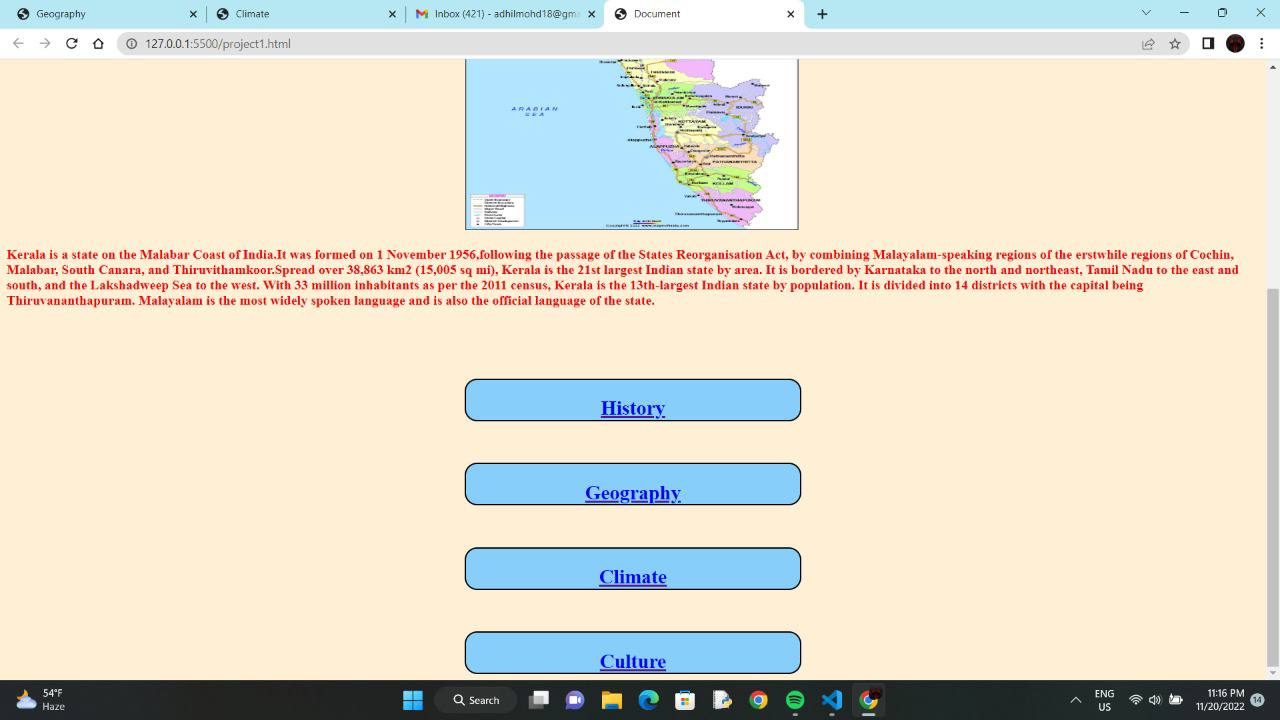 Geography
Climate
Inbox (421) - adhilmohd18@gma
Document
127.0.0.1:5500/project1.html
ARABIAN
SEA
IDUKKI
KOTTAYAM
ALAPPUZHA
PATHANAMTHITTA
KOLLAM
THIRUVANANTHAPURAM
Kerala is a state on the Malabar Coast of India.It was formed on 1 November 1956,following the passage of the States Reorganisation Act, by combining Malayalam-speaking regions of the erstwhile regions of Cochin,
Malabar, South Canara, and Thiruvithamkoor.Spread over 38,863 km2 (15,005 sq mi), Kerala is the 21st largest Indian state by area. It is bordered by Karnataka to the north and northeast, Tamil Nadu to the east and
south, and the Lakshadweep Sea to the west. With 33 million inhabitants as per the 2011 census, Kerala is the 13th-largest Indian state by population. It is divided into 14 districts with the capital being
Thiruvananthapuram. Malayalam is the most widely spoken language and is also the official language of the state.
History
Geography
Climate
Culture
54°F
Haze
Search
ENG
US
11:16 PM
11/20/2022
14